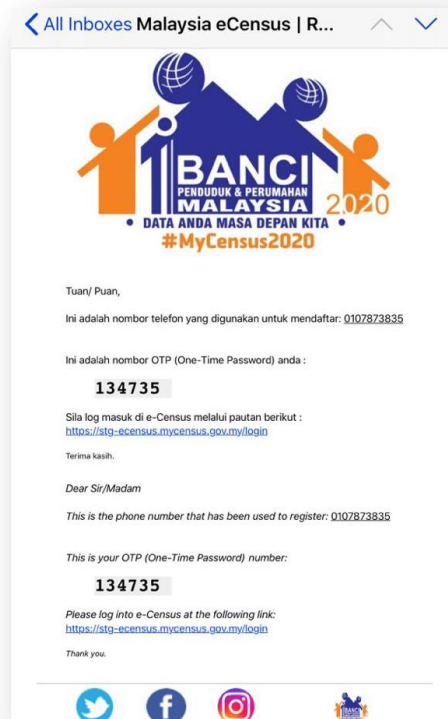 All Inboxes Malaysia eCensus | R...
BANCI
PENDUDUK & PERUMAHAN
MALAYSIA 2020
• DATA ANDA MASA DEPAN KITA •
#MyCensus2020
Tuan/ Puan,
Ini adalah nombor telefon yang digunakan untuk mendaftar: 0107873835
Ini adalah nombor OTP (One-Time Password) anda :
134735
Sila log masuk di e-Census melalui pautan berikut :
https://stg-ecensus.mycensus.gov.my/login
Terima kasih.
Dear Sir/Madam
This is the phone number that has been used to register: 0107873835
This is your OTP (One-Time Password) number:
134735
Please log into e-Census at the following link:
https://stg-ecensus.mycensus.gov.my/login
Thank you.
BANCI